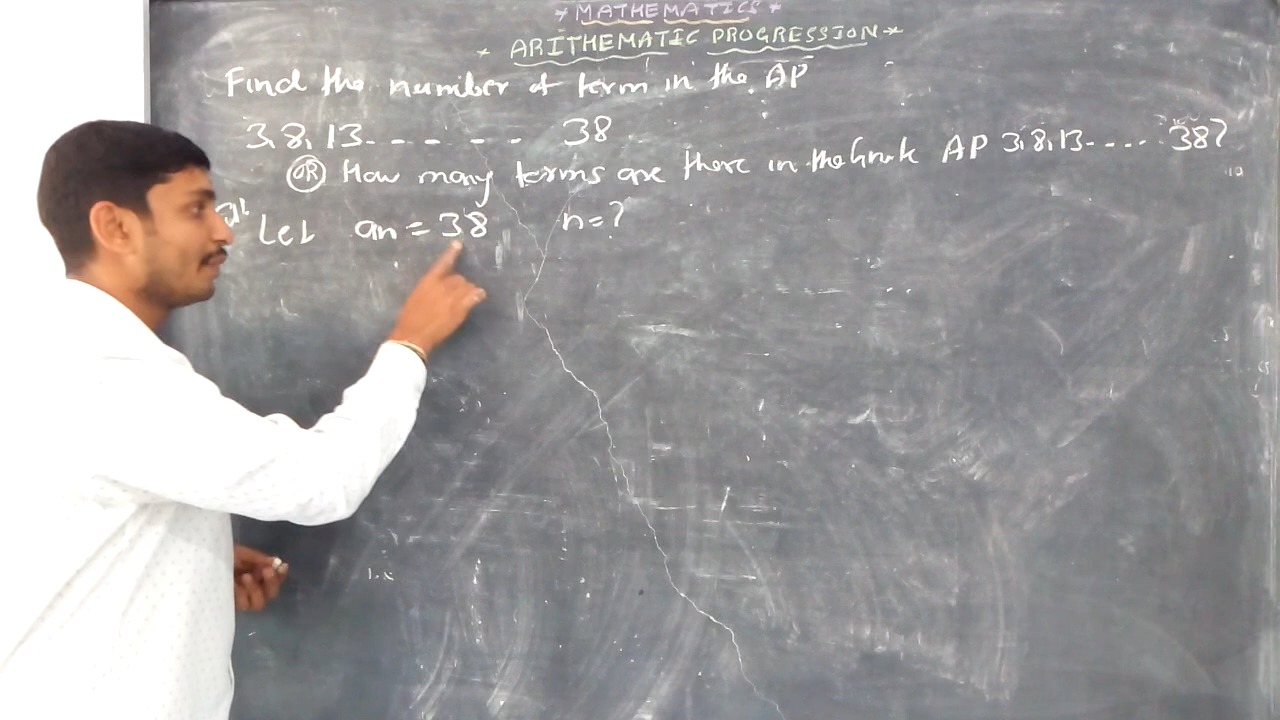 * MATHEMATICS *
* ARITHEMATIC PROGRESSION *
Find the number of term in the AP
3, 8, 13 - - - - - - 38
(OR) How many terms are there in the AP 3, 8, 13 - - - - 38?
Let an = 38 n = ?